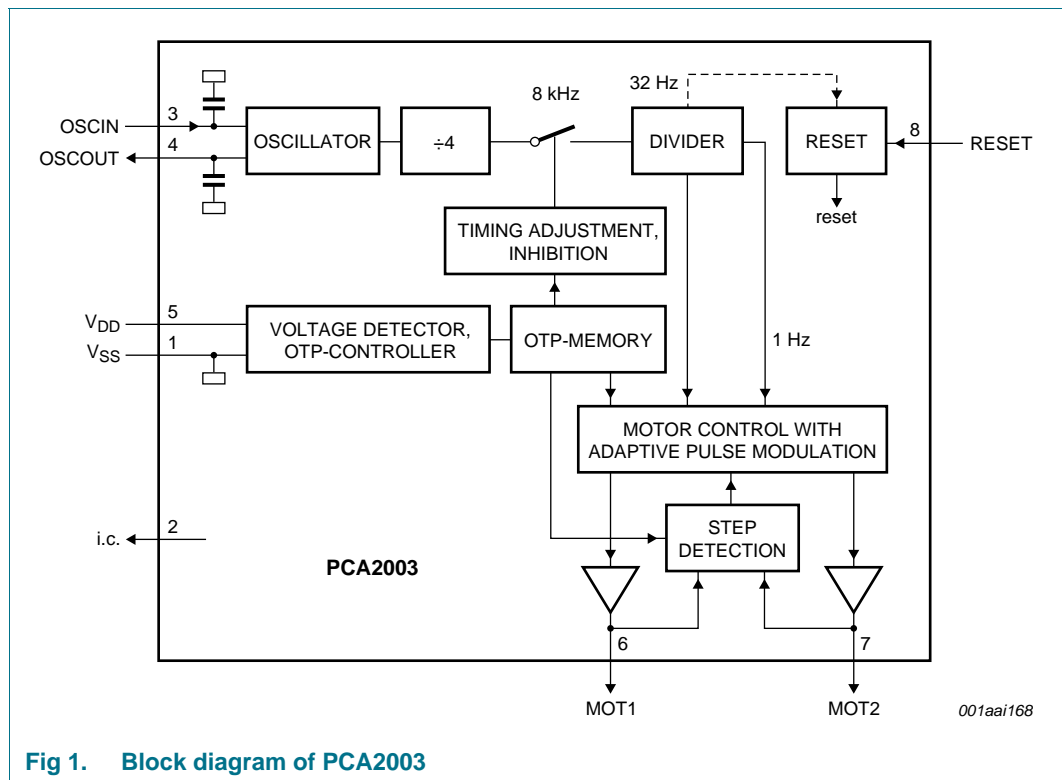 8 kHz
32 Hz
3
OSCIN
4
OSCOUT
OSCILLATOR
÷4
DIVIDER
RESET
8
RESET
reset
TIMING ADJUSTMENT,
INHIBITION
5
VDD
1
VSS
VOLTAGE DETECTOR,
OTP-CONTROLLER
OTP-MEMORY
1 Hz
MOTOR CONTROL WITH
ADAPTIVE PULSE MODULATION
2
i.c.
STEP
DETECTION
PCA2003
6
7
MOT1
MOT2
001aai168
Fig 1. Block diagram of PCA2003